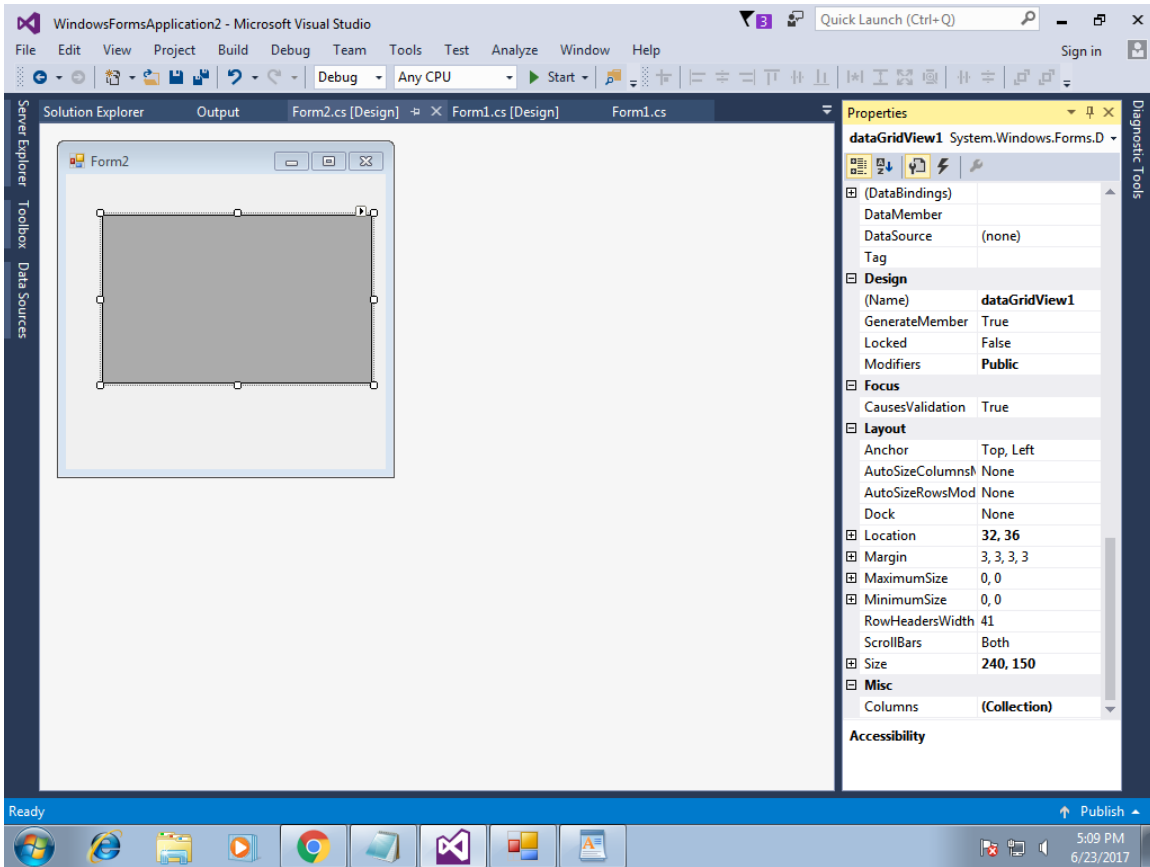 WindowsFormsApplication2 - Microsoft Visual Studio
3
Quick Launch (Ctrl+Q)
File Edit View Project Build Debug Team Tools Test Analyze Window Help
Sign in
Debug Any CPU Start
Server Explorer
Toolbox
Data Sources
Solution Explorer Output Form2.cs [Design] Form1.cs [Design] Form1.cs
Form2
Properties
dataGridView1 System.Windows.Forms.D
(DataBindings)
DataMember
DataSource (none)
Tag
Design
(Name) dataGridView1
GenerateMember True
Locked False
Modifiers Public
Focus
CausesValidation True
Layout
Anchor Top, Left
AutoSizeColumnsM None
AutoSizeRowsMod None
Dock None
Location 32, 36
Margin 3, 3, 3, 3
MaximumSize 0, 0
MinimumSize 0, 0
RowHeadersWidth 41
ScrollBars Both
Size 240, 150
Misc
Columns (Collection)
Accessibility
Diagnostic Tools
Ready
Publish
5:09 PM
6/23/2017